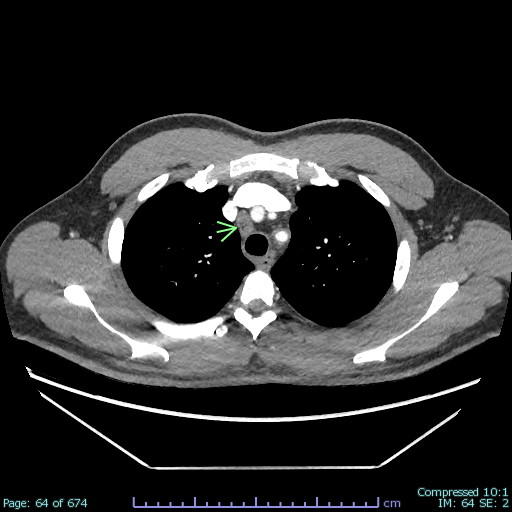 Compressed 10:1
Page: 64 of 674
cm
IM: 64 SE: 2